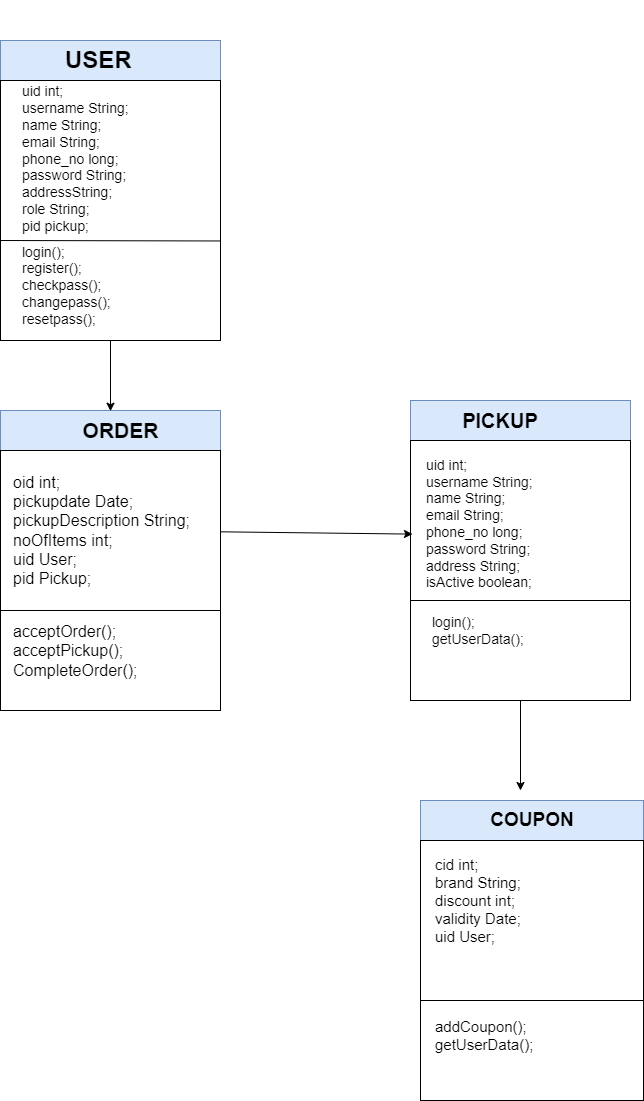 USER
uid int;
username String;
name String;
email String;
phone_no long;
password String;
addressString;
role String;
pid pickup;
login();
register();
checkpass();
changepass();
resetpass();
ORDER
oid int;
pickupdate Date;
pickupDescription String;
noOfItems int;
uid User;
pid Pickup;
acceptOrder();
acceptPickup();
CompleteOrder();
PICKUP
uid int;
username String;
name String;
email String;
phone_no long;
password String;
address String;
isActive boolean;
login();
getUserData();
COUPON
cid int;
brand String;
discount int;
validity Date;
uid User;
addCoupon();
getUserData();